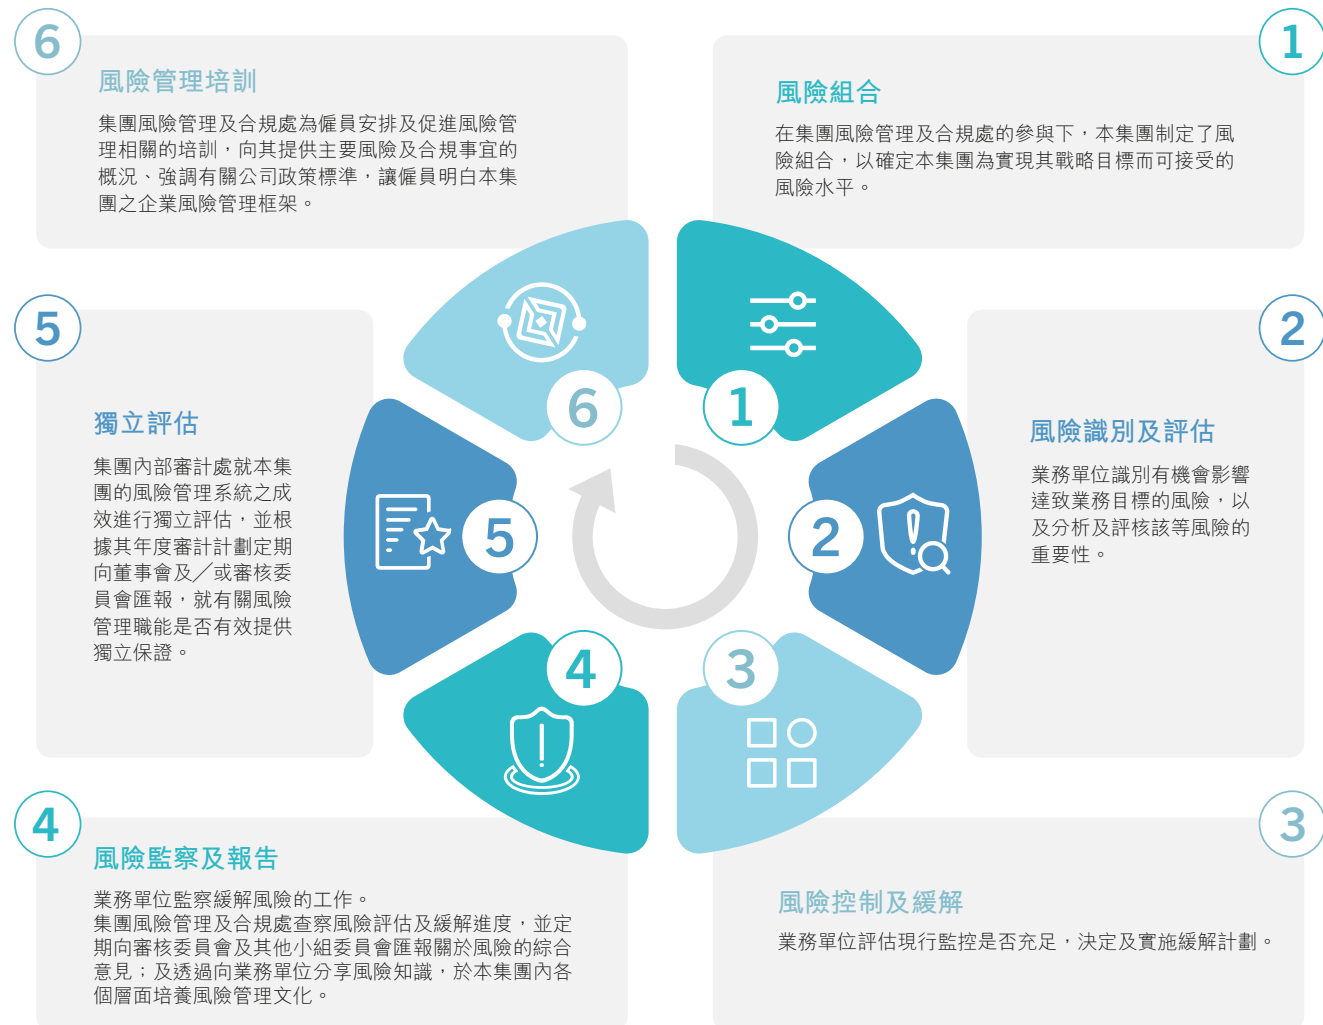 6
風險管理培訓
集團風險管理及合規處為僱員安排及促進風險管
理相關的培訓，向其提供主要風險及合規事宜的
概況、強調有關公司政策標準，讓僱員明白本集
團之企業風險管理框架。
1
風險組合
在集團風險管理及合規處的參與下，本集團制定了風
險組合，以確定本集團為實現其戰略目標而可接受的
風險水平。
5
獨立評估
集團內部審計處就本集
團的風險管理系統之成
效進行獨立評估，並根
據其年度審計計劃定期
向董事會及／或審核委
員會匯報，就有關風險
管理職能是否有效提供
獨立保證。
6
1
5
2
4
3
2
風險識別及評估
業務單位識別有機會影響
達致業務目標的風險，以
及分析及評核該等風險的
重要性。
4
風險監察及報告
業務單位監察緩解風險的工作。
集團風險管理及合規處查察風險評估及緩解進度，並定
期向審核委員會及其他小組委員會匯報關於風險的綜合
意見；及透過向業務單位分享風險知識，於本集團內各
個層面培養風險管理文化。
3
風險控制及緩解
業務單位評估現行監控是否充足，決定及實施緩解計劃。